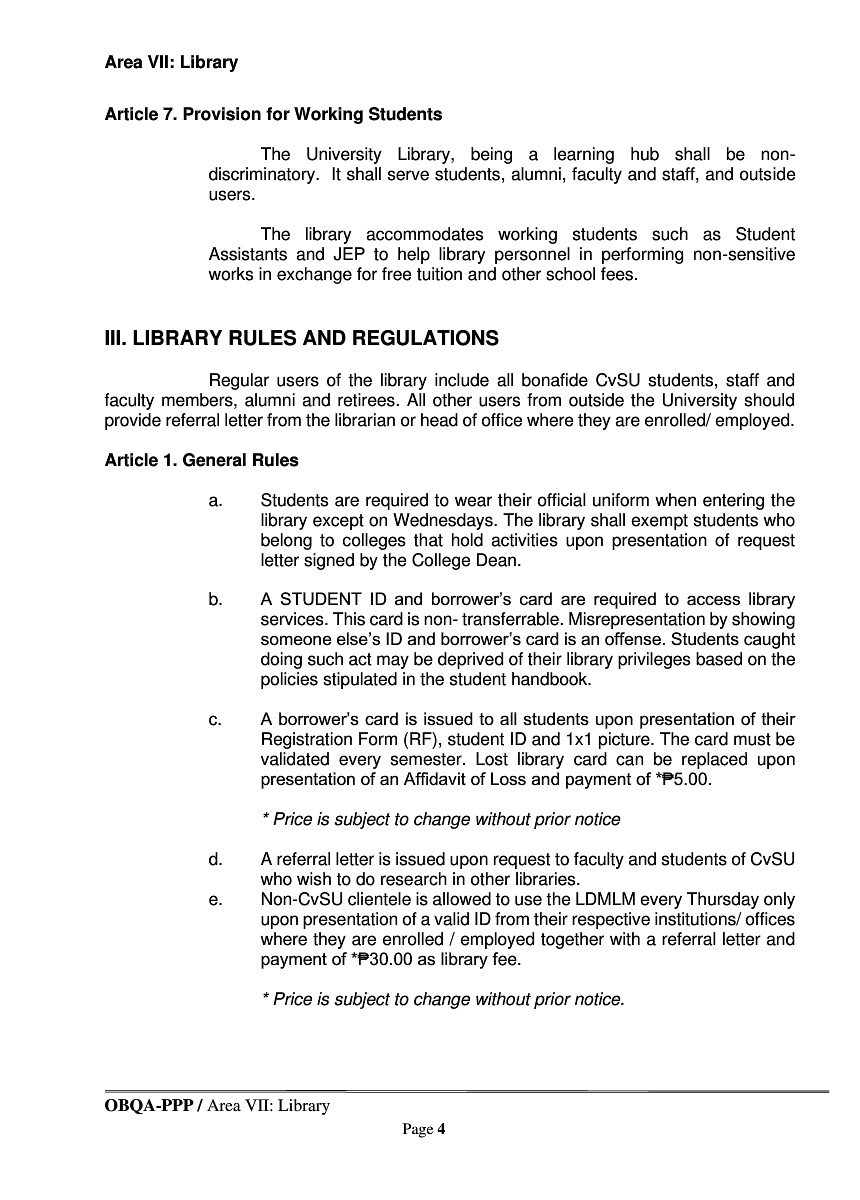 Area VII: Library
Article 7. Provision for Working Students
The University Library, being a learning hub shall be non-
discriminatory.  It shall serve students, alumni, faculty and staff, and outside
users.
The library accommodates working students such as Student
Assistants and JEP to help library personnel in performing non-sensitive
works in exchange for free tuition and other school fees.
III. LIBRARY RULES AND REGULATIONS
Regular users of the library include all bonafide CvSU students, staff and
faculty members, alumni and retirees. All other users from outside the University should
provide referral letter from the librarian or head of office where they are enrolled/ employed.
Article 1. General Rules
a. Students are required to wear their official uniform when entering the
library except on Wednesdays. The library shall exempt students who
belong to colleges that hold activities upon presentation of request
letter signed by the College Dean.
b. A STUDENT ID and borrower’s card are required to access library
services. This card is non- transferrable. Misrepresentation by showing
someone else’s ID and borrower’s card is an offense. Students caught
doing such act may be deprived of their library privileges based on the
policies stipulated in the student handbook.
c. A borrower’s card is issued to all students upon presentation of their
Registration Form (RF), student ID and 1x1 picture. The card must be
validated every semester. Lost library card can be replaced upon
presentation of an Affidavit of Loss and payment of *₱5.00.
* Price is subject to change without prior notice
d. A referral letter is issued upon request to faculty and students of CvSU
who wish to do research in other libraries.
e. Non-CvSU clientele is allowed to use the LDMLM every Thursday only
upon presentation of a valid ID from their respective institutions/ offices
where they are enrolled / employed together with a referral letter and
payment of *₱30.00 as library fee.
* Price is subject to change without prior notice.
OBQA-PPP / Area VII: Library
Page 4